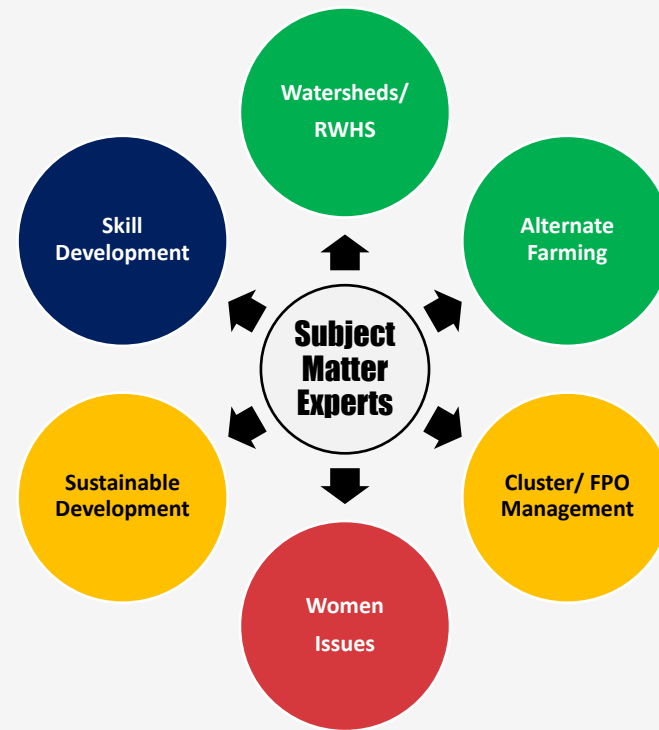 Watersheds/
RWHS
Skill
Development
Alternate
Farming
Subject
Matter
Experts
Sustainable
Development
Cluster/ FPO
Management
Women
Issues